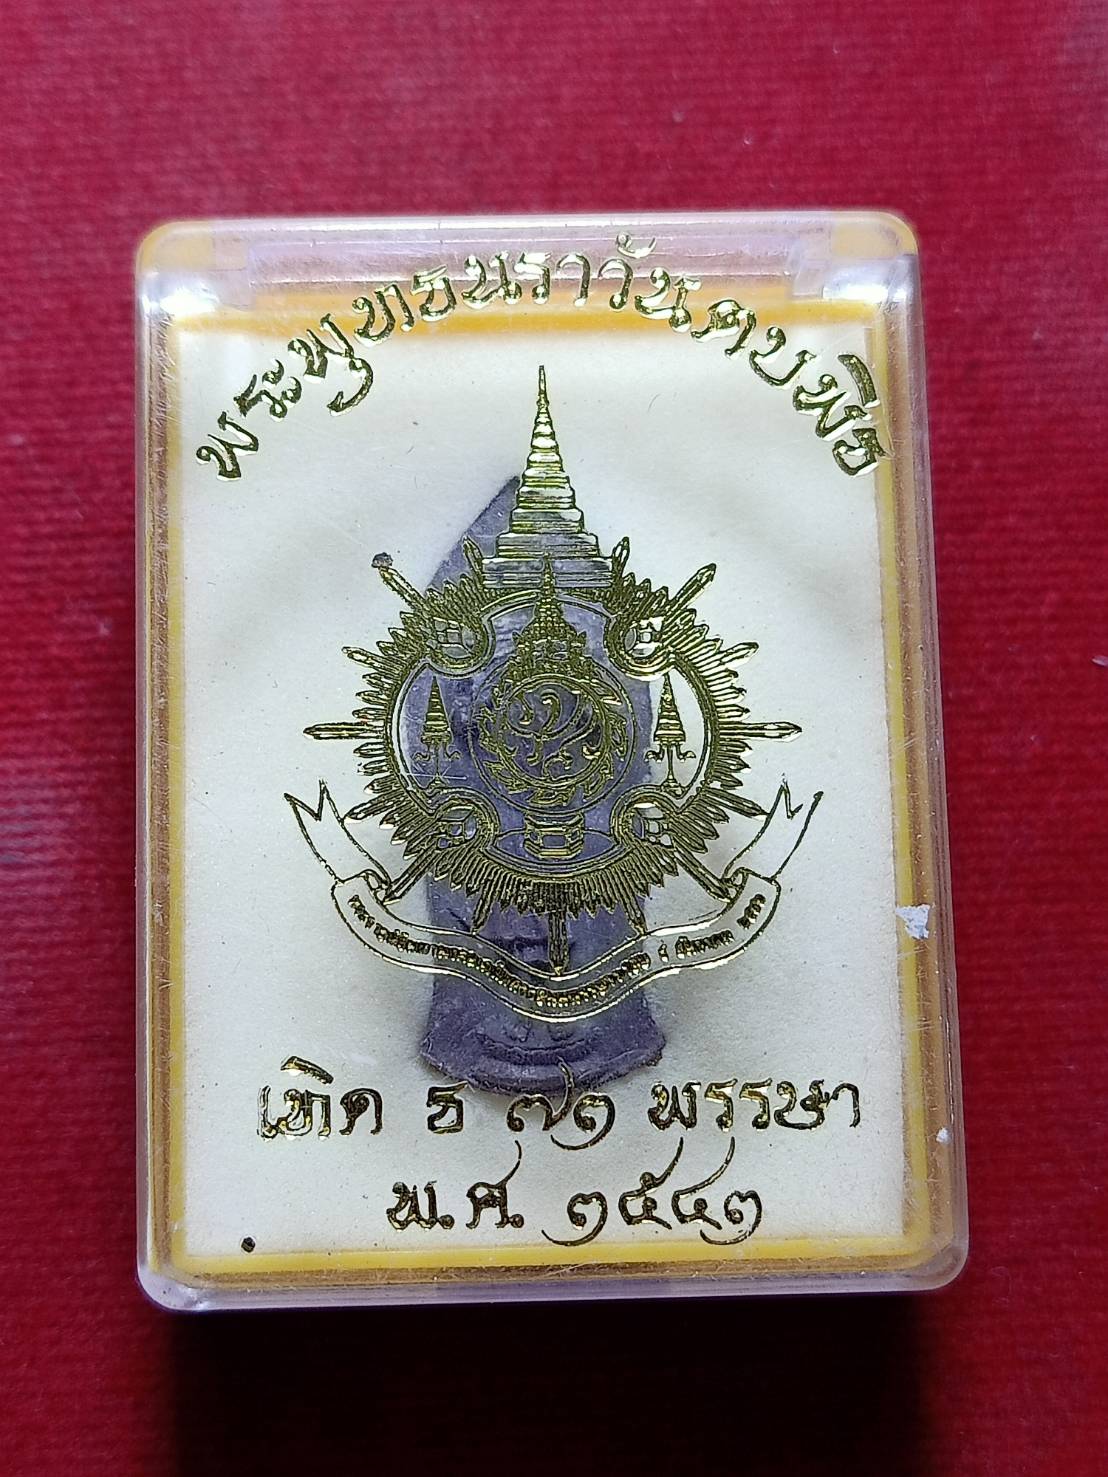 พระพุทธนราวันตบพิธ
เทิด ธ ๗๒ พรรษา
พ.ศ. ๒๕๔๒